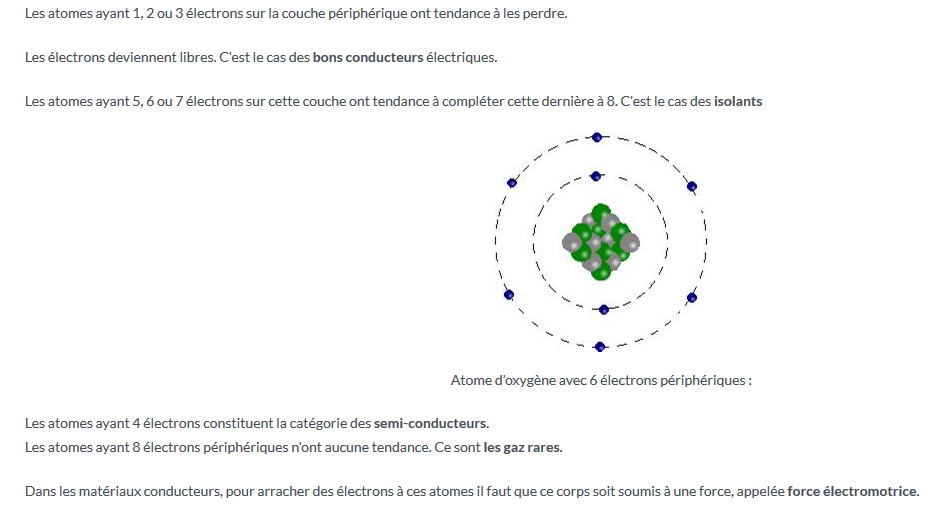 Les atomes ayant 1, 2 ou 3 électrons sur la couche périphérique ont tendance à les perdre.
Les électrons deviennent libres. C'est le cas des bons conducteurs électriques.
Les atomes ayant 5, 6 ou 7 électrons sur cette couche ont tendance à compléter cette dernière à 8. C'est le cas des isolants
Atome d'oxygène avec 6 électrons périphériques :
Les atomes ayant 4 électrons constituent la catégorie des semi-conducteurs.
Les atomes ayant 8 électrons périphériques n'ont aucune tendance. Ce sont les gaz rares.
Dans les matériaux conducteurs, pour arracher des électrons à ces atomes il faut que ce corps soit soumis à une force, appelée force électromotrice.